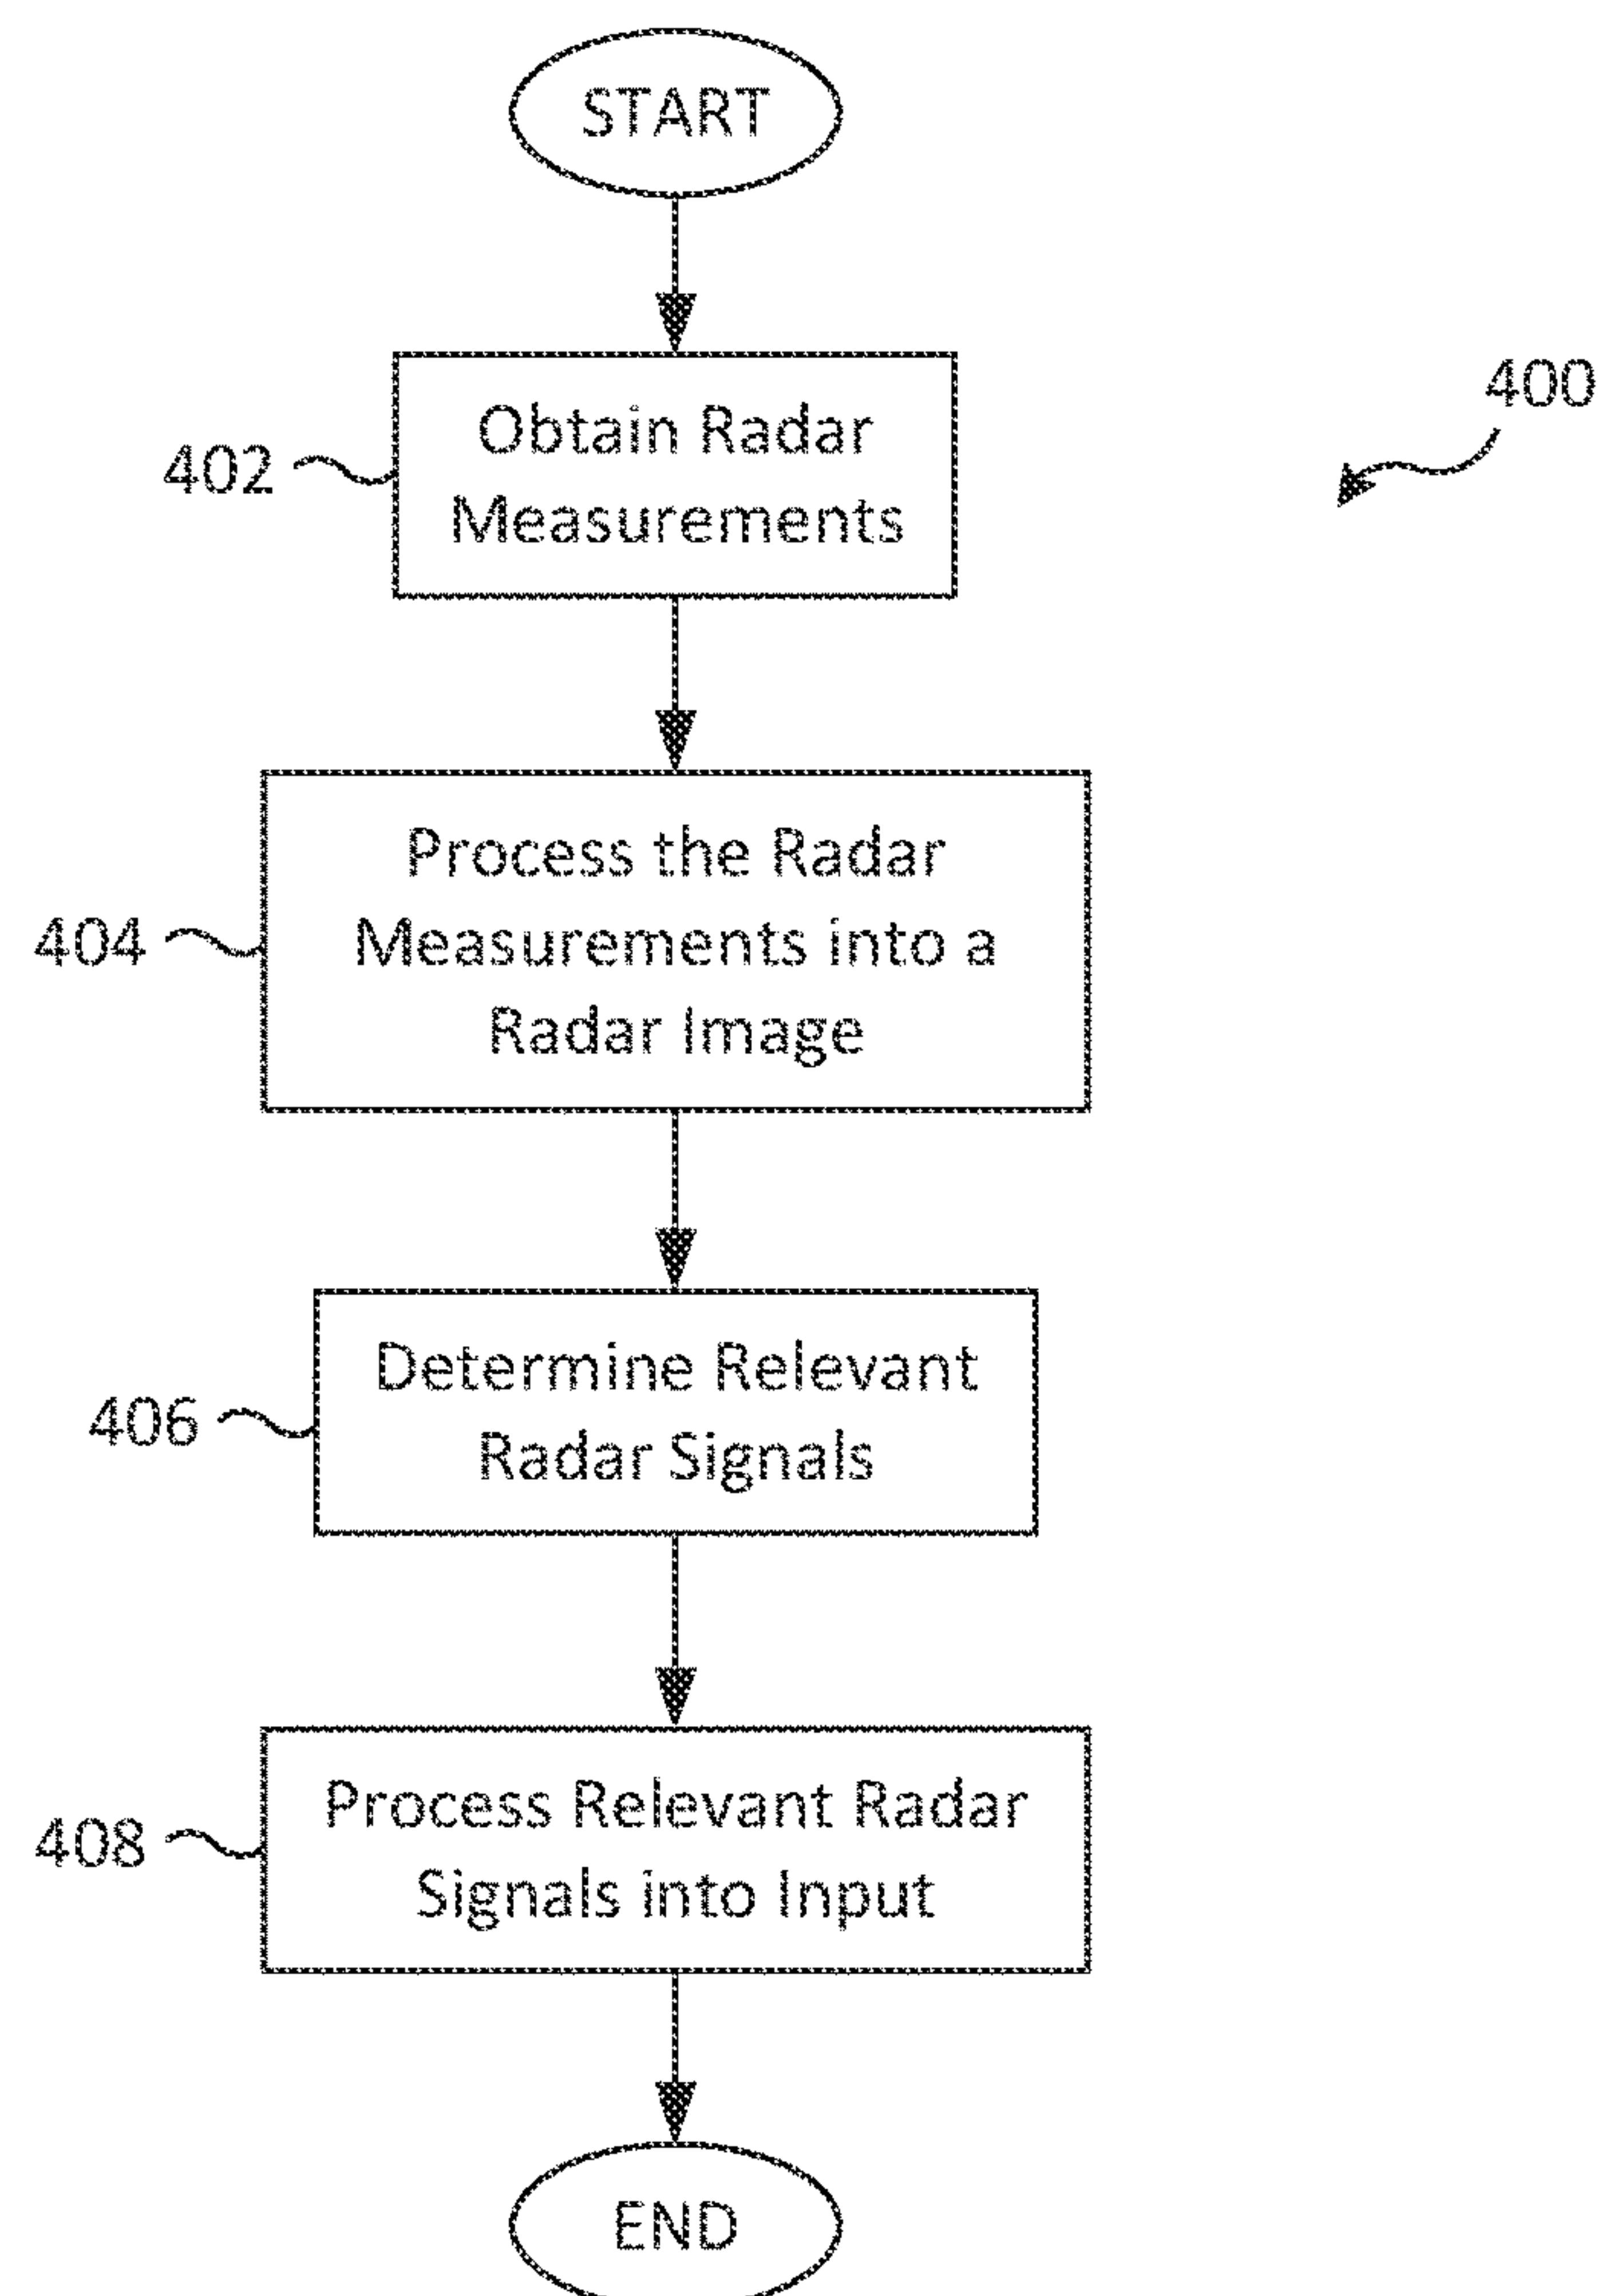 START
400
402
Obtain Radar
Measurements
404
Process the Radar
Measurements into a
Radar Image
406
Determine Relevant
Radar Signals
408
Process Relevant Radar
Signals into Input
END